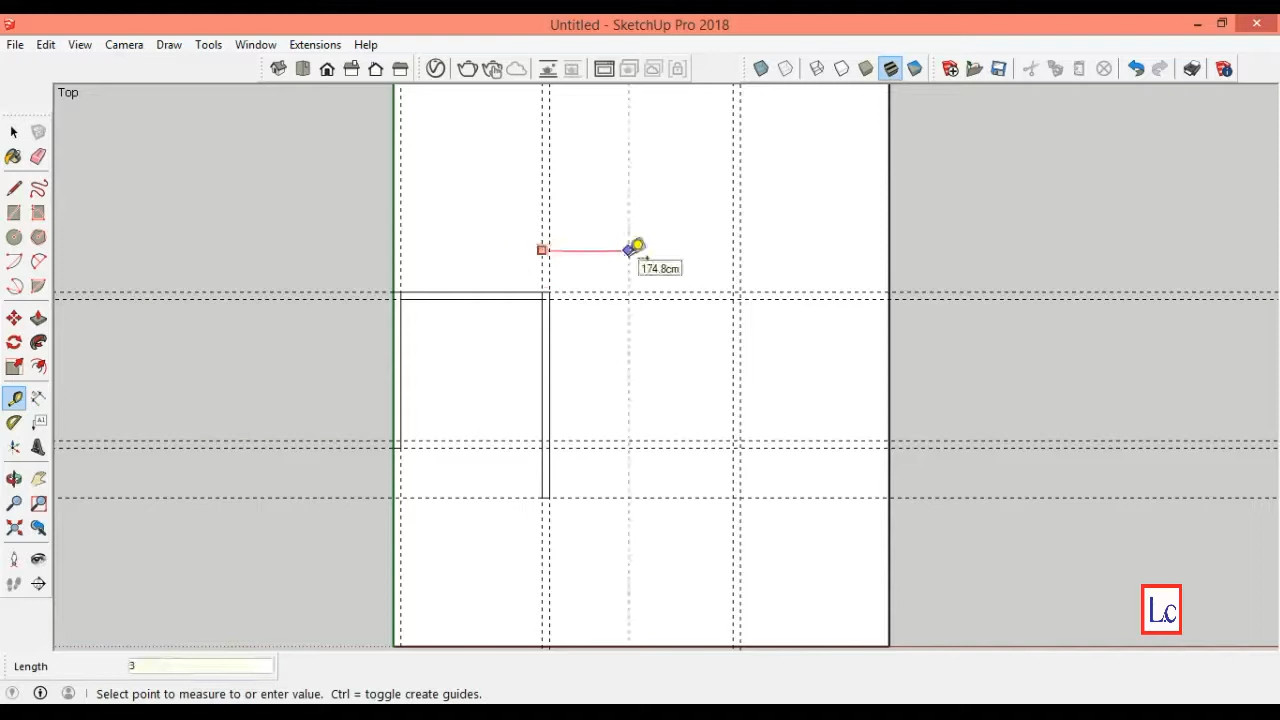 Untitled - SketchUp Pro 2018
File Edit View Camera Draw Tools Window Extensions Help
Top
174.8cm
A1
Lc
Length 3
Select point to measure to or enter value. Ctrl = toggle create guides.